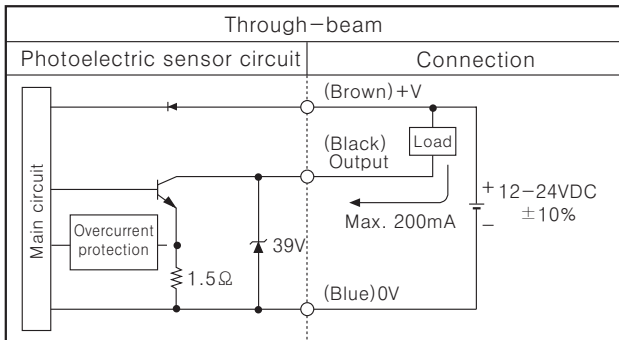 Through-beam
Photoelectric sensor circuit
Connection
(Brown)+V
(Black)
Output
Load
Main circuit
Overcurrent
protection
39V
1.5Ω
Max. 200mA
+
12-24VDC
±10%
-
(Blue)0V